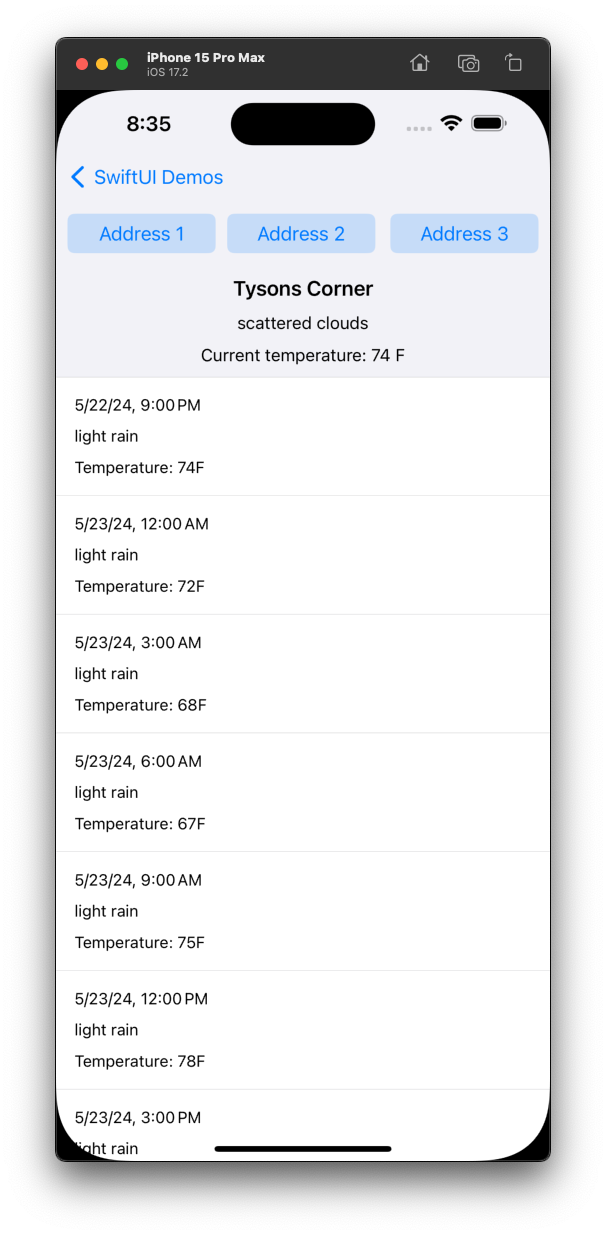 iPhone 15 Pro Max
iOS 17.2
8:35
SwiftUI Demos
Address 1 Address 2 Address 3
Tysons Corner
scattered clouds
Current temperature: 74 F
5/22/24, 9:00 PM
light rain
Temperature: 74F
5/23/24, 12:00 AM
light rain
Temperature: 72F
5/23/24, 3:00 AM
light rain
Temperature: 68F
5/23/24, 6:00 AM
light rain
Temperature: 67F
5/23/24, 9:00 AM
light rain
Temperature: 75F
5/23/24, 12:00 PM
light rain
Temperature: 78F
5/23/24, 3:00 PM
light rain